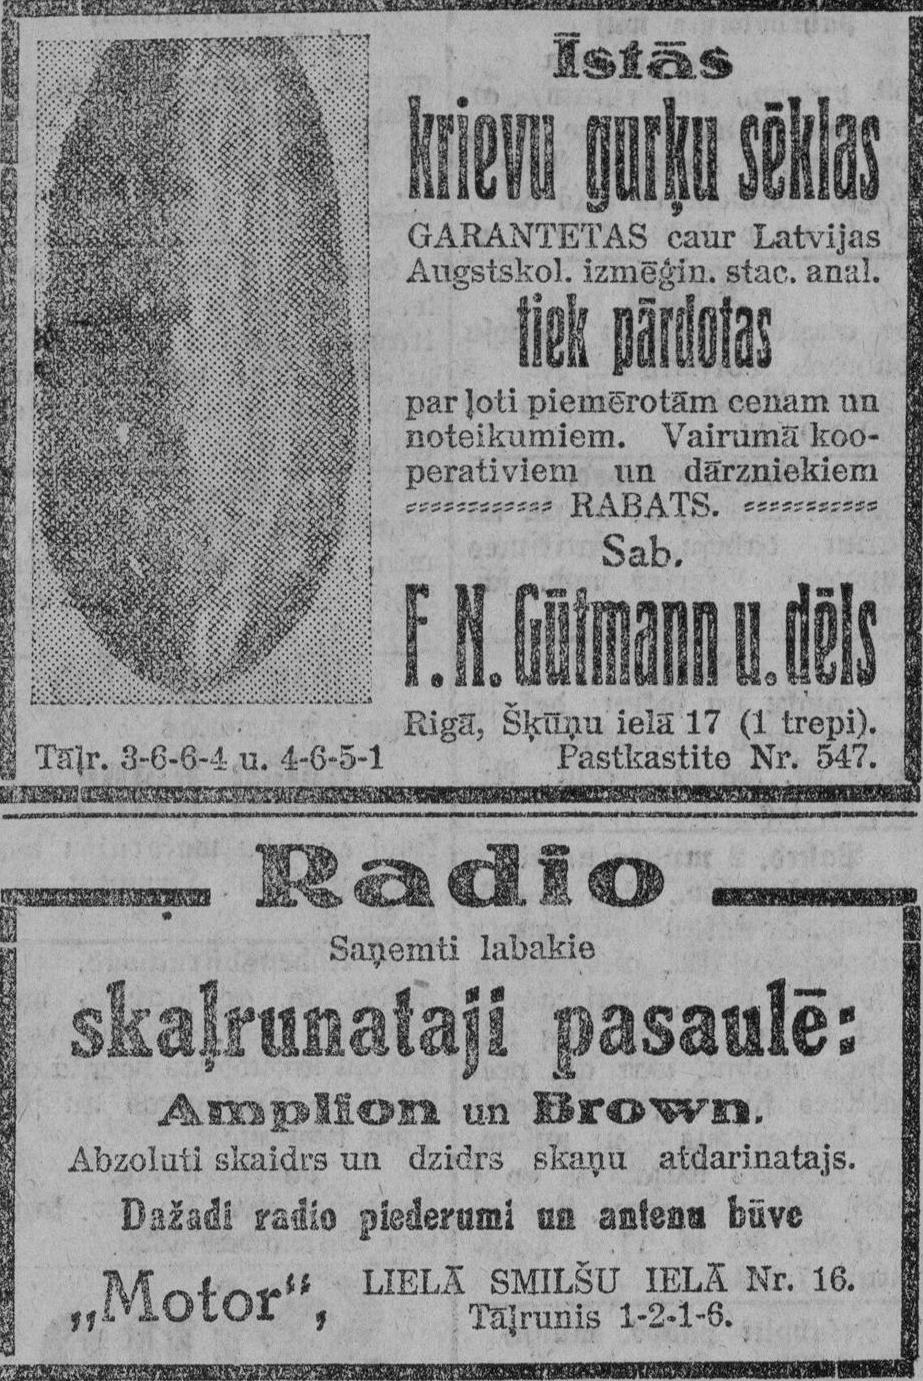 Īstās
krievu gurķu sēklas
GARANTETAS caur Latvijas
Augstskol. izmēģin. stac. anal.
tiek pārdotas
par ļoti piemērotām cenam un
noteikumiem. Vairumā koo-
perativiem un dārzniekiem
RABATS.
Sab.
F. N. Gūtmann u. dēls
Rigā, Šķūņu ielā 17 (1 trepi).
Tāļr. 3-6-6-4 u. 4-6-5-1 Pastkastite Nr. 547.
Radio
Saņemti labakie
skaļrunataji pasaulē:
Amplion un Brown.
Abzoluti skaidrs un dzidrs skaņu atdarinatajs.
Dažadi radio piederumi un antenu būve
„Motor“, LIELĀ SMILŠU IELĀ Nr. 16.
Tāļrunis 1-2-1-6.